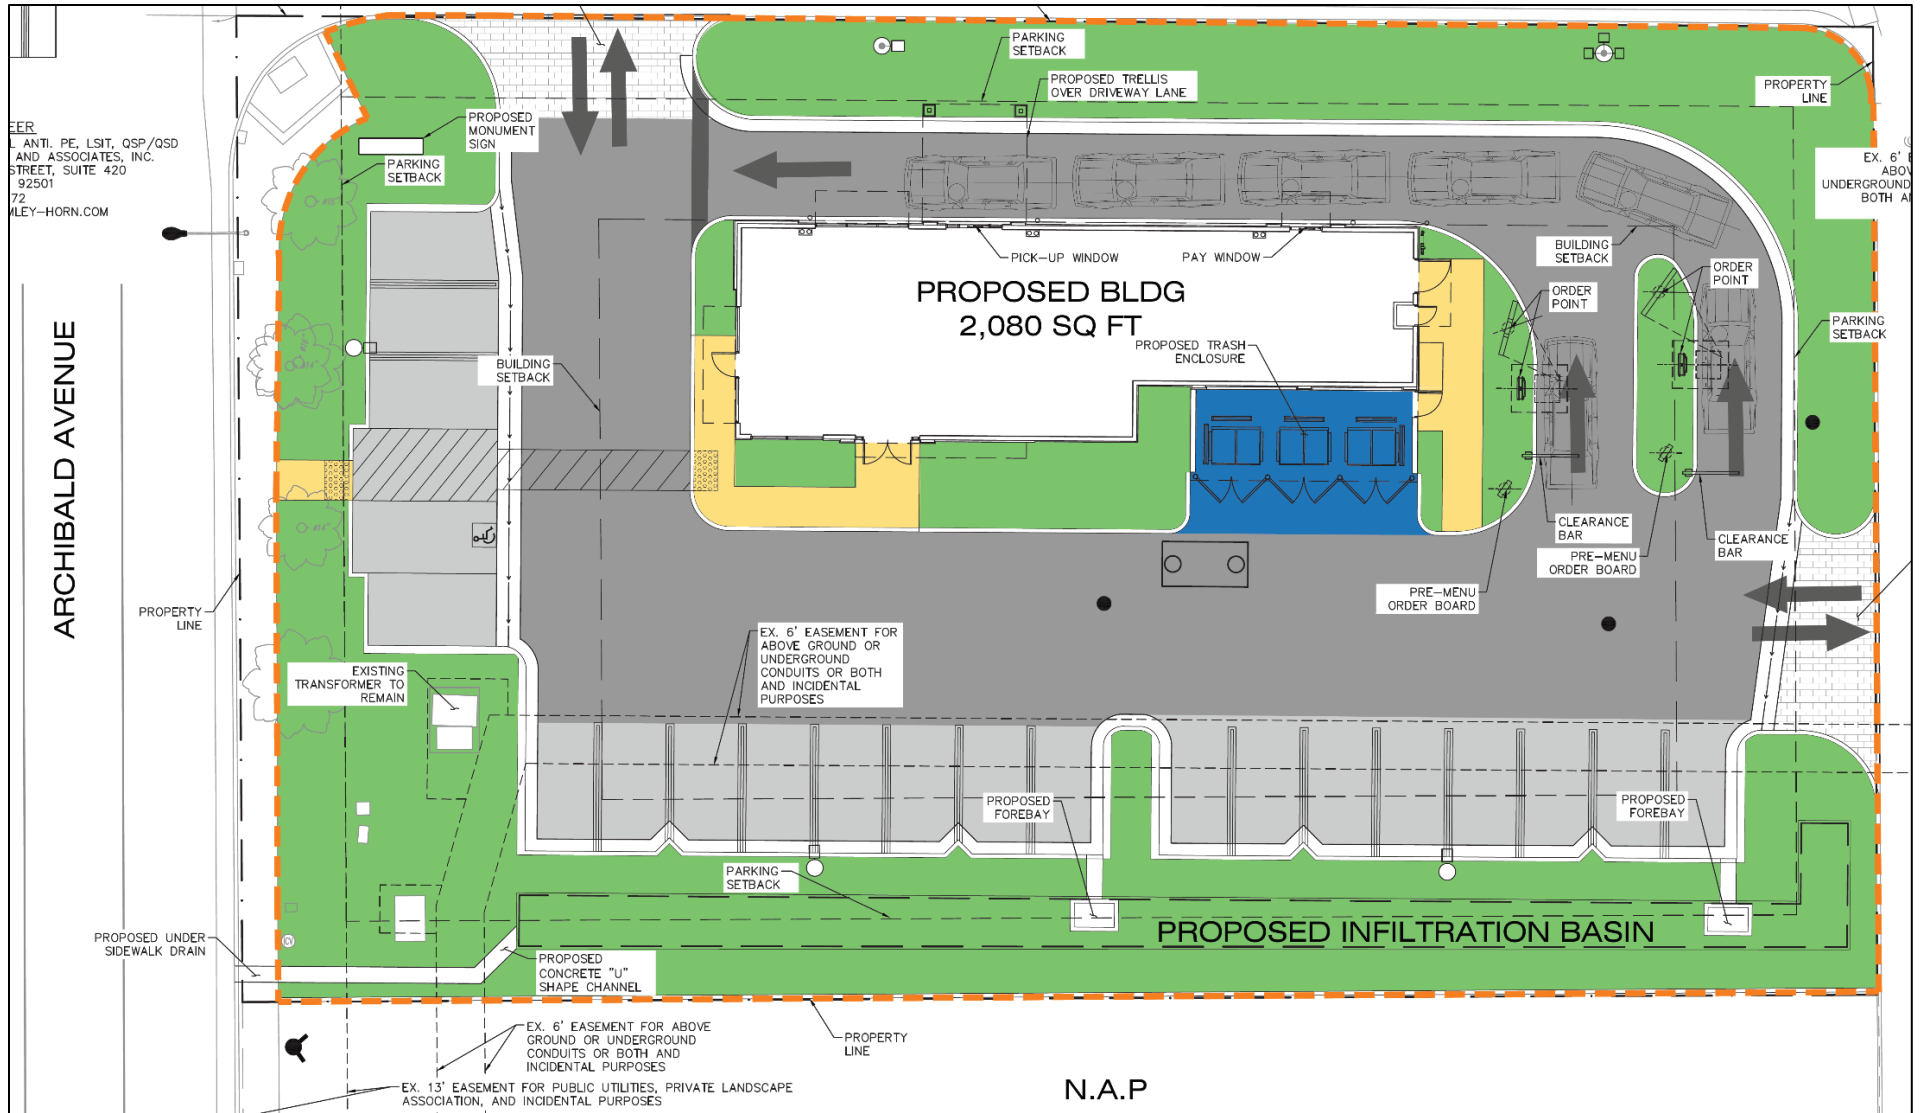 PARKING
SETBACK
PROPOSED TRELLIS
OVER DRIVEWAY LANE
PROPERTY
LINE
PROPOSED
MONUMENT
SIGN
PARKING
SETBACK
EER
ANTI. PE, LSIT, QSP/QSD
AND ASSOCIATES, INC.
STREET, SUITE 420
92501
72
MLEY-HORN.COM
EX. 6'
UNDERGROUND
BOTH
BUILDING
SETBACK
PICK-UP WINDOW
PAY WINDOW
PROPOSED BLDG
2,080 SQ FT
ORDER
POINT
ORDER
POINT
PARKING
SETBACK
PROPOSED TRASH
ENCLOSURE
BUILDING
SETBACK
ARCHIBALD AVENUE
CLEARANCE
BAR
CLEARANCE
BAR
PRE-MENU
ORDER BOARD
PRE-MENU
ORDER BOARD
PROPERTY
LINE
EX. 6' EASEMENT FOR
ABOVE GROUND OR
UNDERGROUND
CONDUITS OR BOTH
AND INCIDENTAL
PURPOSES
EXISTING
TRANSFORMER TO
REMAIN
PROPOSED
FOREBAY
PROPOSED
FOREBAY
PARKING
SETBACK
PROPOSED INFILTRATION BASIN
PROPOSED UNDER
SIDEWALK DRAIN
ICV
PROPOSED
CONCRETE "U"
SHAPE CHANNEL
EX. 6' EASEMENT FOR ABOVE
GROUND OR UNDERGROUND
CONDUITS OR BOTH AND
INCIDENTAL PURPOSES
PROPERTY
LINE
EX. 13' EASEMENT FOR PUBLIC UTILITIES, PRIVATE LANDSCAPE
ASSOCIATION, AND INCIDENTAL PURPOSES
N.A.P